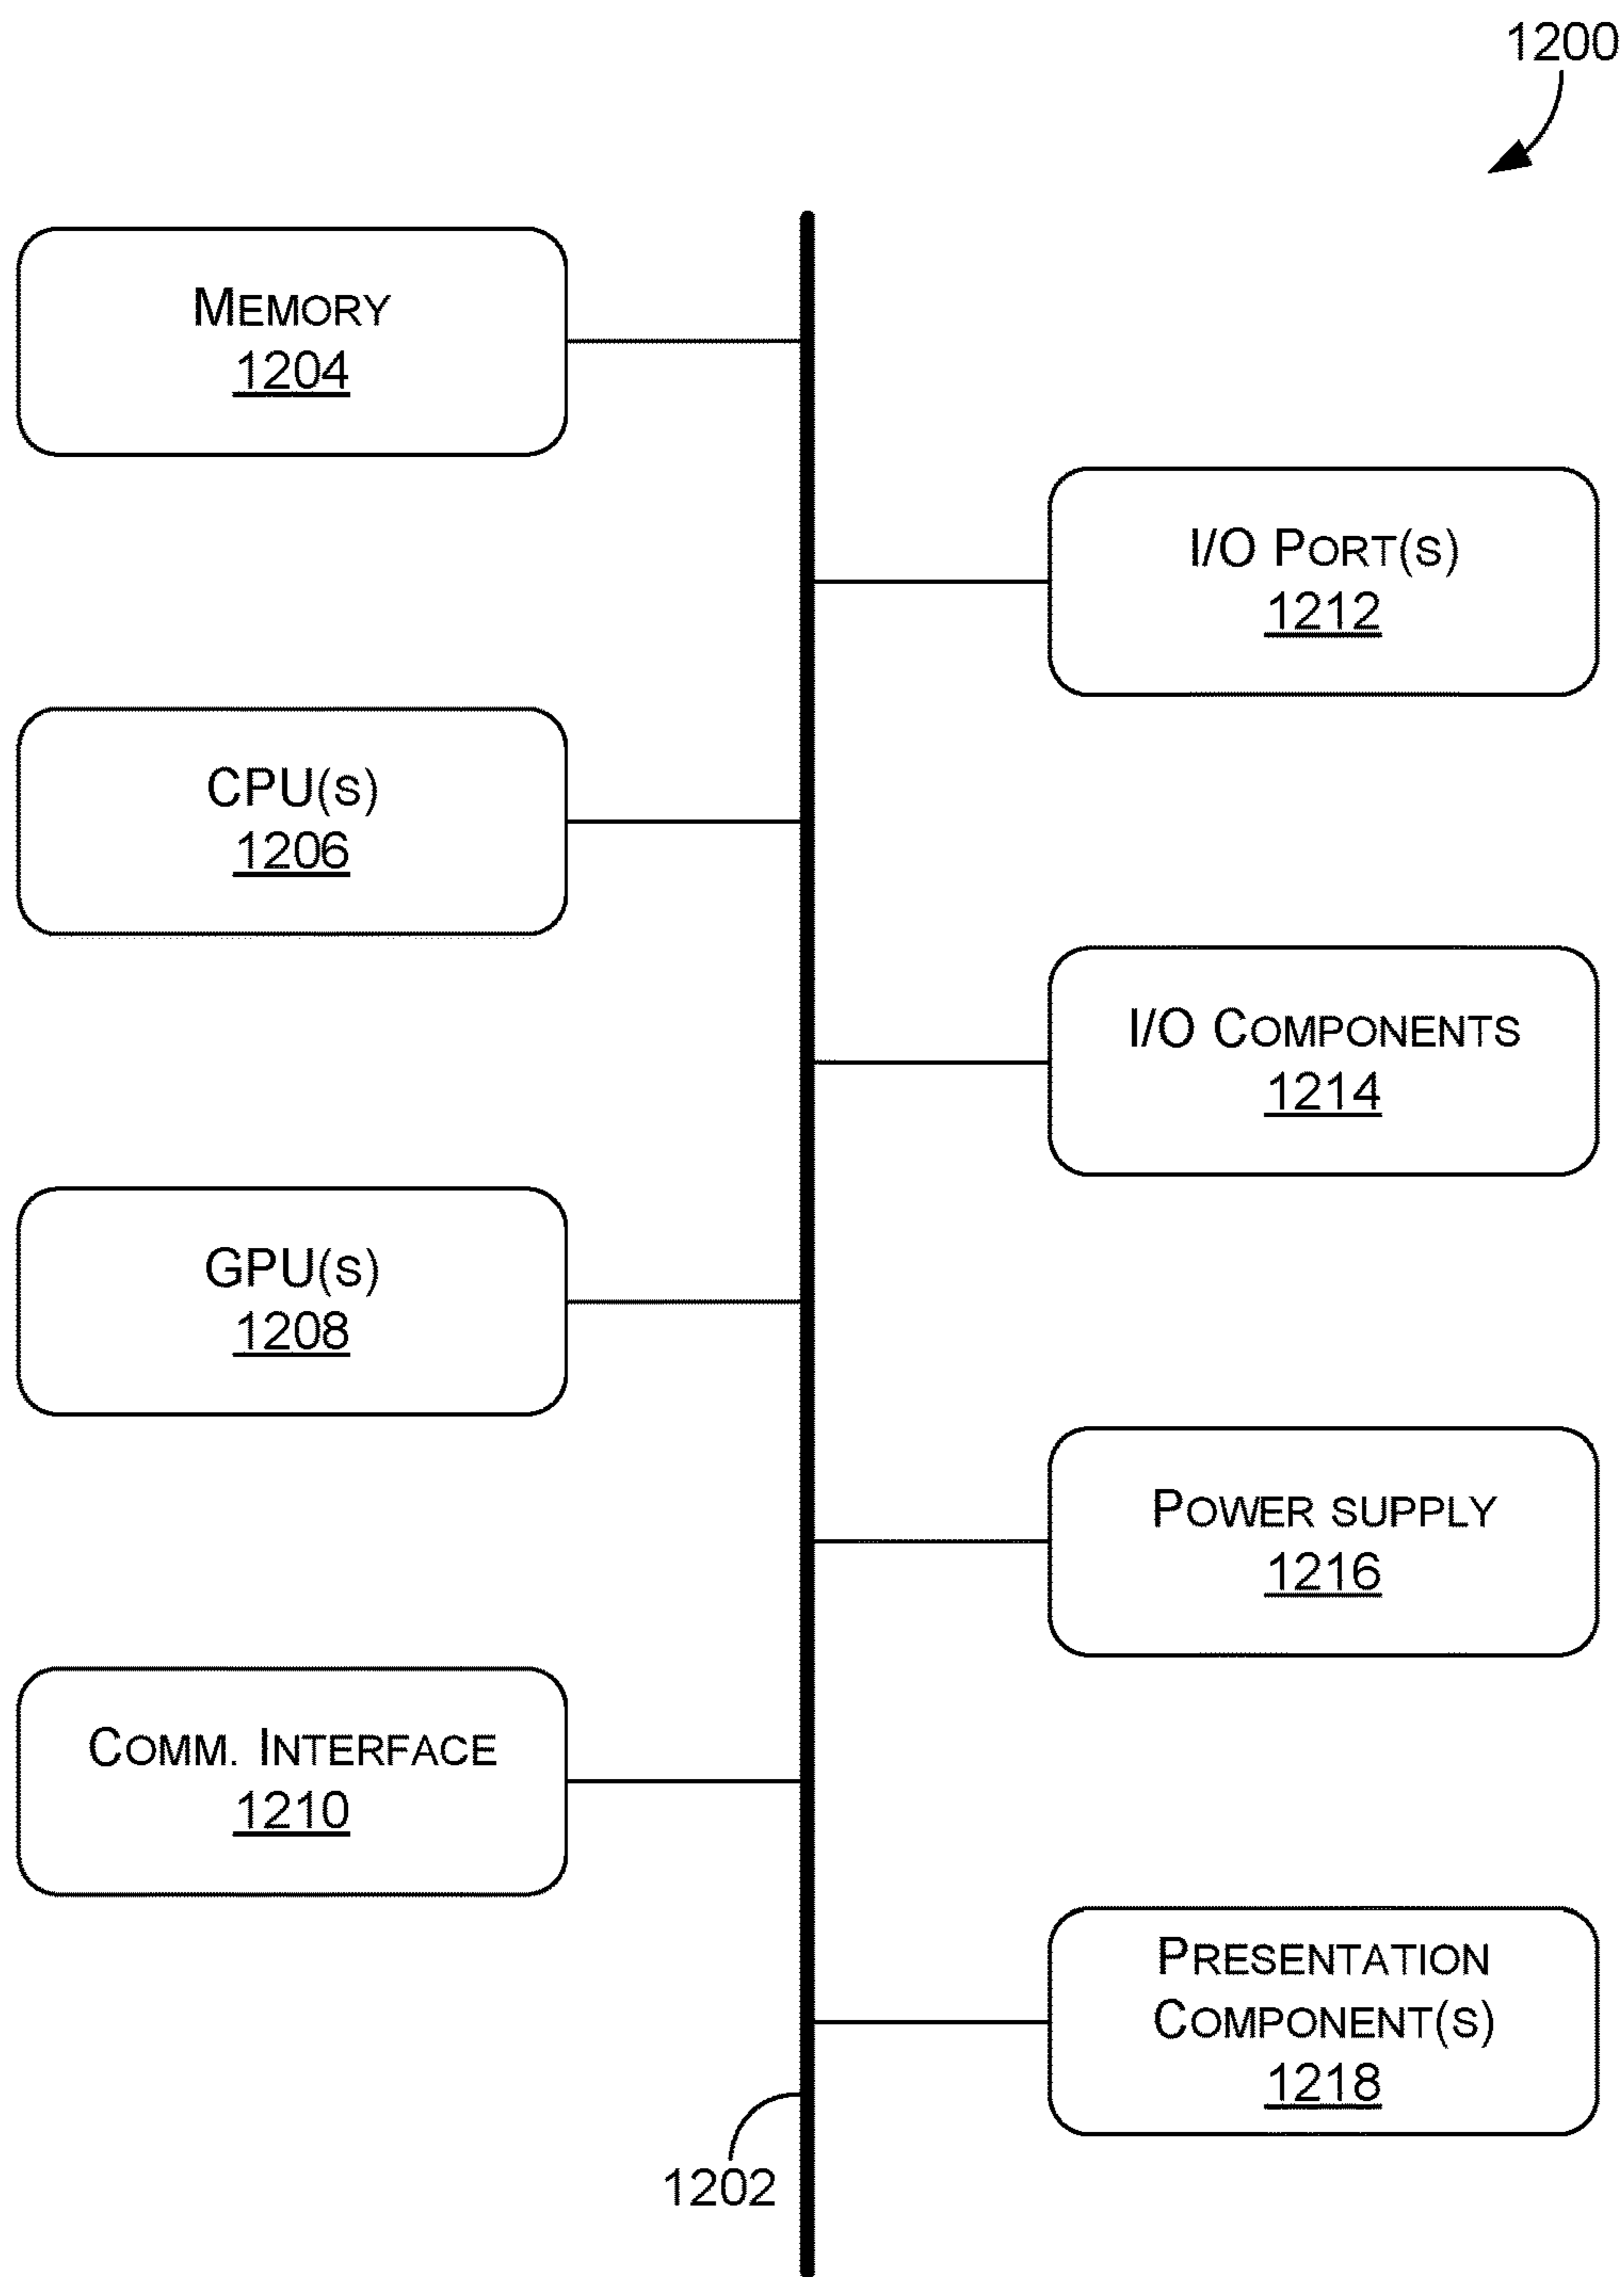 1200
MEMORY
1204
I/O PORT(S)
1212
CPU(S)
1206
I/O COMPONENTS
1214
GPU(S)
1208
POWER SUPPLY
1216
COMM. INTERFACE
1210
PRESENTATION
COMPONENT(S)
1218
1202